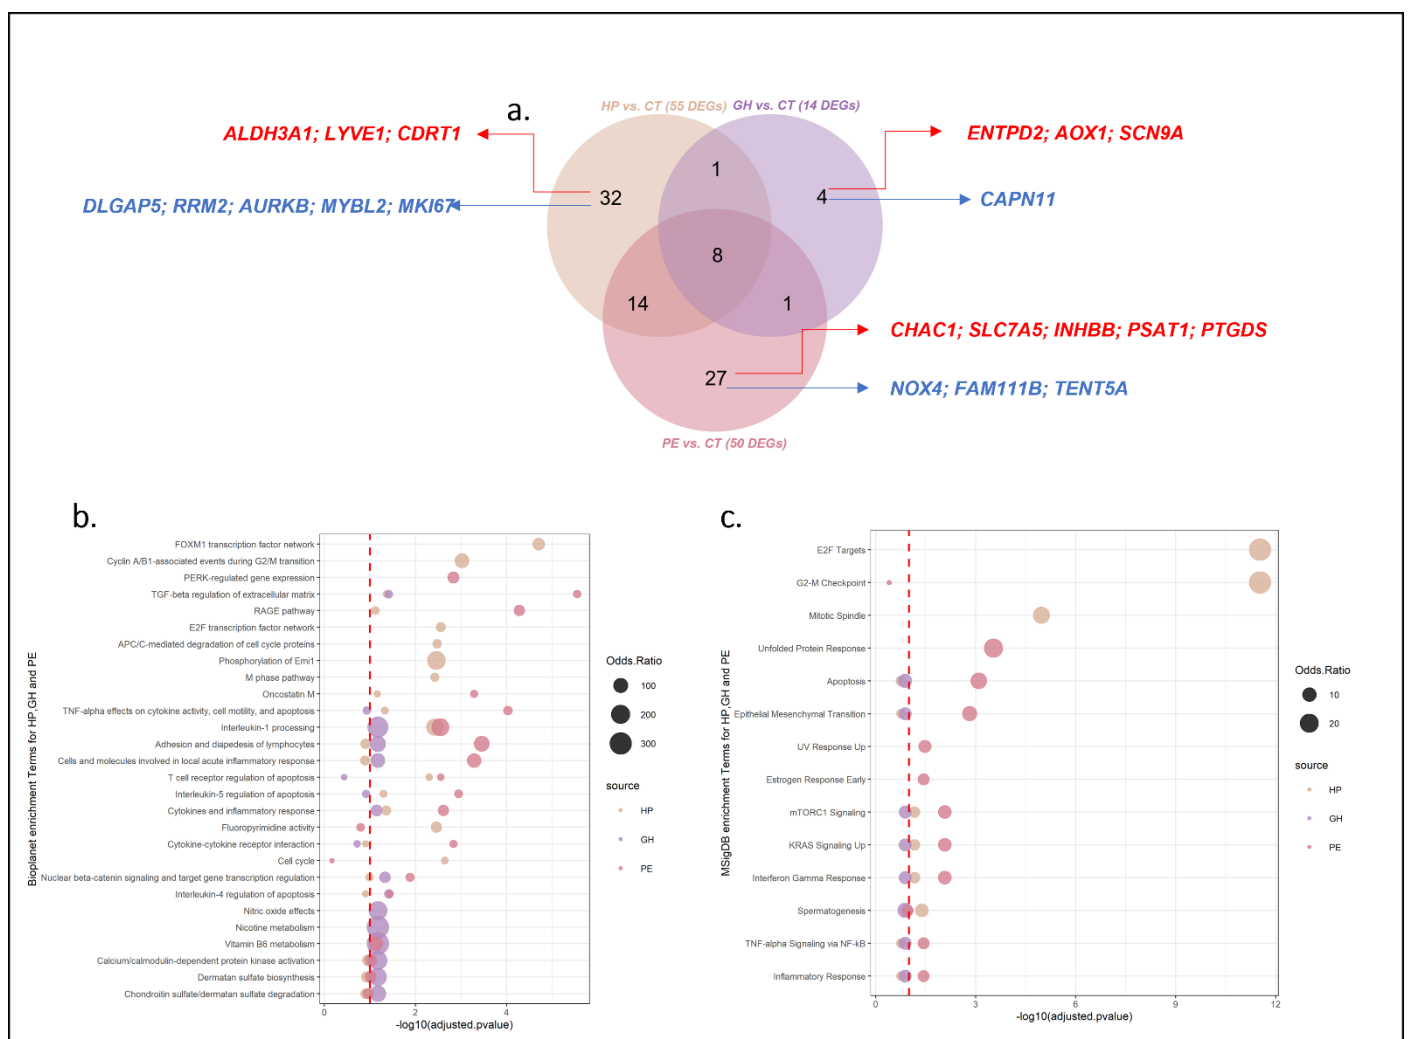 a.
HP vs. CT (55 DEGs)
GH vs. CT (14 DEGs)
ALDH3A1; LYVE1; CDRT1
ENTPD2; AOX1; SCN9A
1
32
4
DLGAP5; RRM2; AURKB; MYBL2; MKI67
CAPN11
8
14
1
CHAC1; SLC7A5; INHBB; PSAT1; PTGDS
27
NOX4; FAM111B; TENT5A
PE vs. CT (50 DEGs)
b.
Bioplanet enrichment Terms for HP,GH and PE
FOXM1 transcription factor network
Cyclin A/B1-associated events during G2/M transition
PERK-regulated gene expression
TGF-beta regulation of extracellular matrix
RAGE pathway
E2F transcription factor network
APC/C-mediated degradation of cell cycle proteins
Phosphorylation of Emi1
M phase pathway
Oncostatin M
TNF-alpha effects on cytokine activity, cell motility, and apoptosis
Interleukin-1 processing
Adhesion and diapedesis of lymphocytes
Cells and molecules involved in local acute inflammatory response
T cell receptor regulation of apoptosis
Interleukin-5 regulation of apoptosis
Cytokines and inflammatory response
Fluoropyrimidine activity
Cytokine-cytokine receptor interaction
Cell cycle
Nuclear beta-catenin signaling and target gene transcription regulation
Interleukin-4 regulation of apoptosis
Nitric oxide effects
Nicotine metabolism
Vitamin B6 metabolism
Calcium/calmodulin-dependent protein kinase activation
Dermatan sulfate biosynthesis
Chondroitin sulfate/dermatan sulfate degradation
0 2 4
-log10(adjusted.pvalue)
Odds.Ratio
100
200
300
source
HP
GH
PE
c.
MSigDB enrichment Terms for HP,GH and PE
E2F Targets
G2-M Checkpoint
Mitotic Spindle
Unfolded Protein Response
Apoptosis
Epithelial Mesenchymal Transition
UV Response Up
Estrogen Response Early
mTORC1 Signaling
KRAS Signaling Up
Interferon Gamma Response
Spermatogenesis
TNF-alpha Signaling via NF-kB
Inflammatory Response
0 3 6 9 12
-log10(adjusted.pvalue)
Odds.Ratio
10
20
source
HP
GH
PE